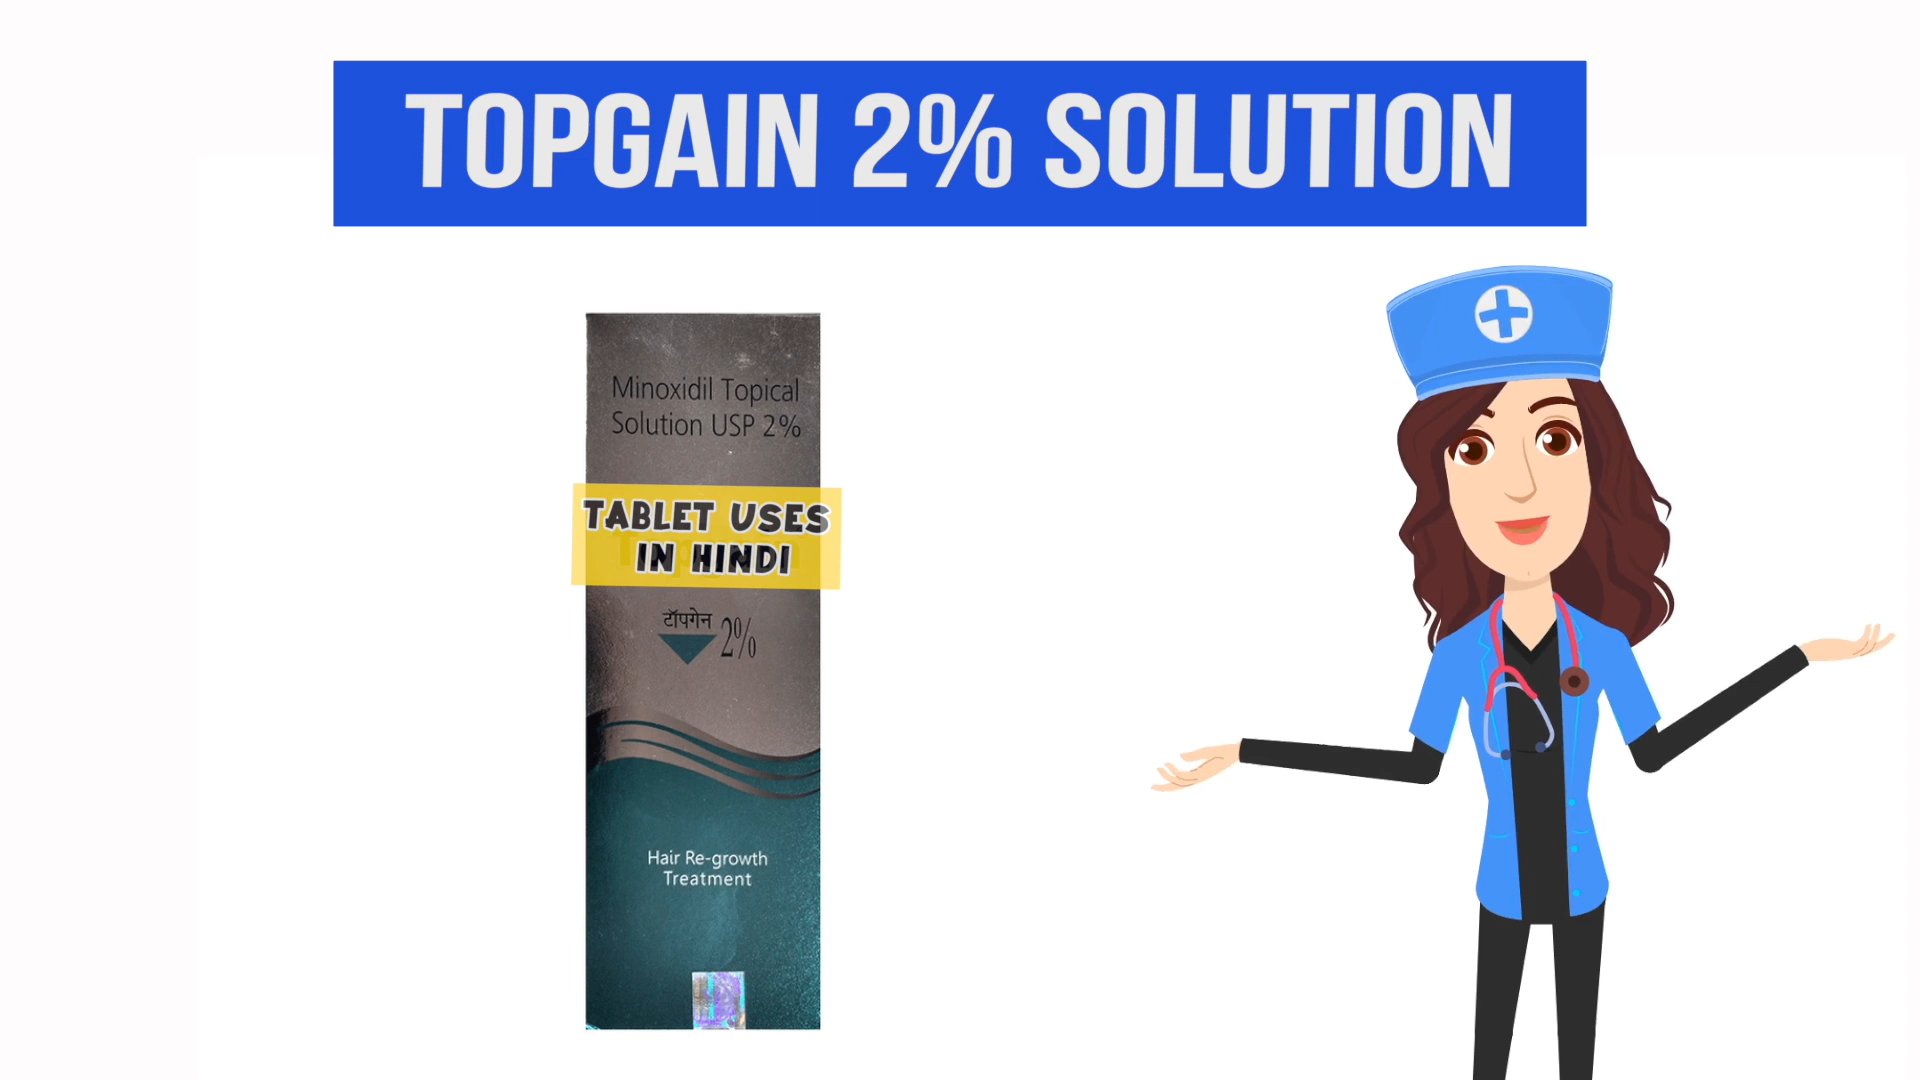 TOPGAIN 2% SOLUTION
Minoxidil Topical
Solution USP 2%
TABLET USES
IN HINDI
टॉपगेन 2%
Hair Re-growth
Treatment